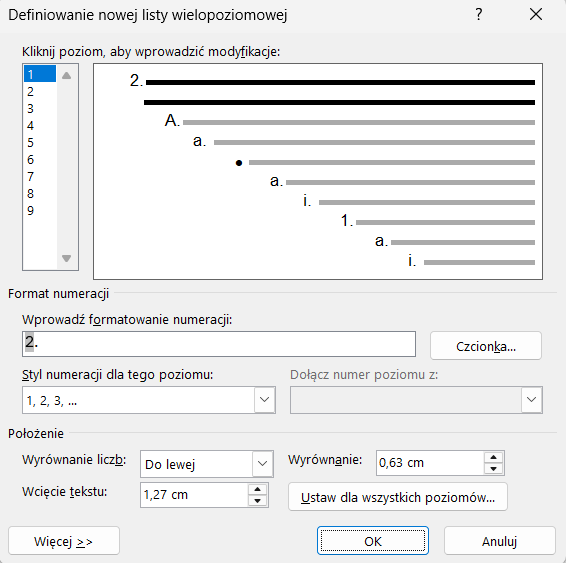 Definiowanie nowej listy wielopoziomowej ?
Kliknij poziom, aby wprowadzić modyfikacje:
1
2
3
4
5
6
7
8
9
2.
A.
a.
a.
i.
1.
a.
i.
Format numeracji
Wprowadź formatowanie numeracji:
2.
Czcionka...
Styl numeracji dla tego poziomu: Dołącz numer poziomu z:
1, 2, 3, ...
Położenie
Wyrównanie liczb: Do lewej Wyrównanie: 0,63 cm
Wcięcie tekstu: 1,27 cm Ustaw dla wszystkich poziomów...
Więcej >> OK Anuluj